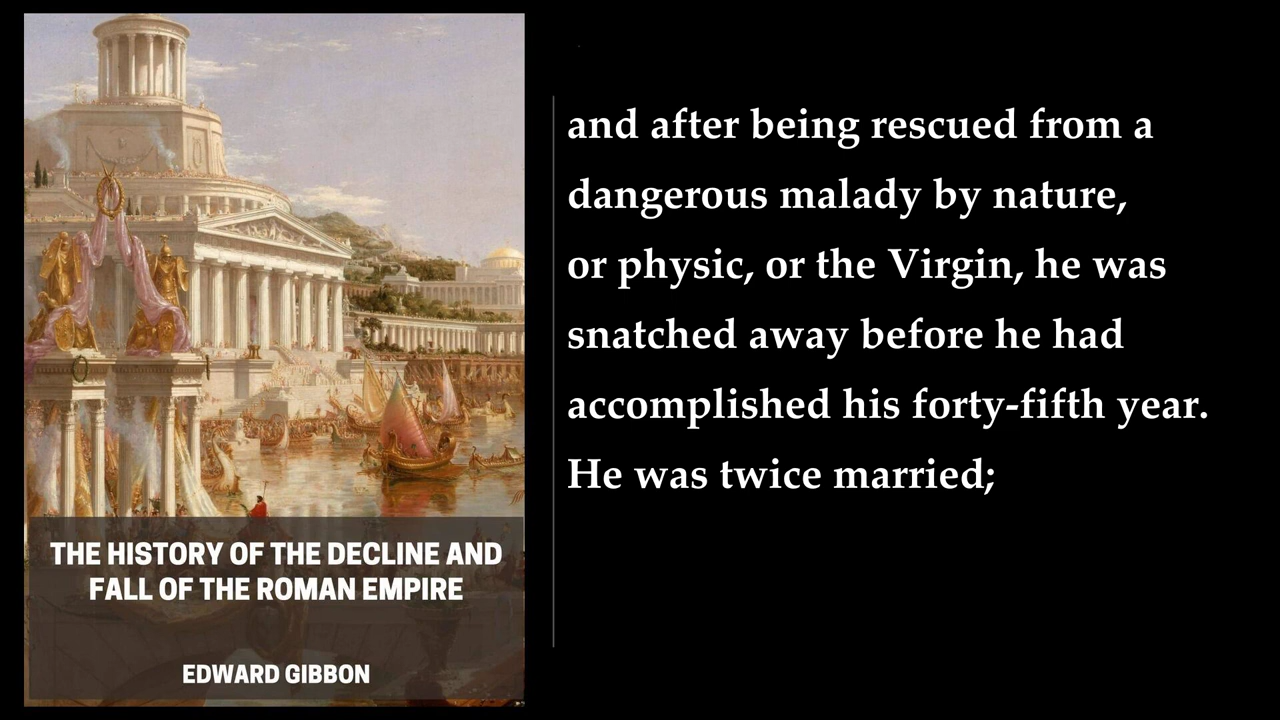 THE HISTORY OF THE DECLINE AND
FALL OF THE ROMAN EMPIRE
EDWARD GIBBON
and after being rescued from a
dangerous malady by nature,
or physic, or the Virgin, he was
snatched away before he had
accomplished his forty-fifth year.
He was twice married;